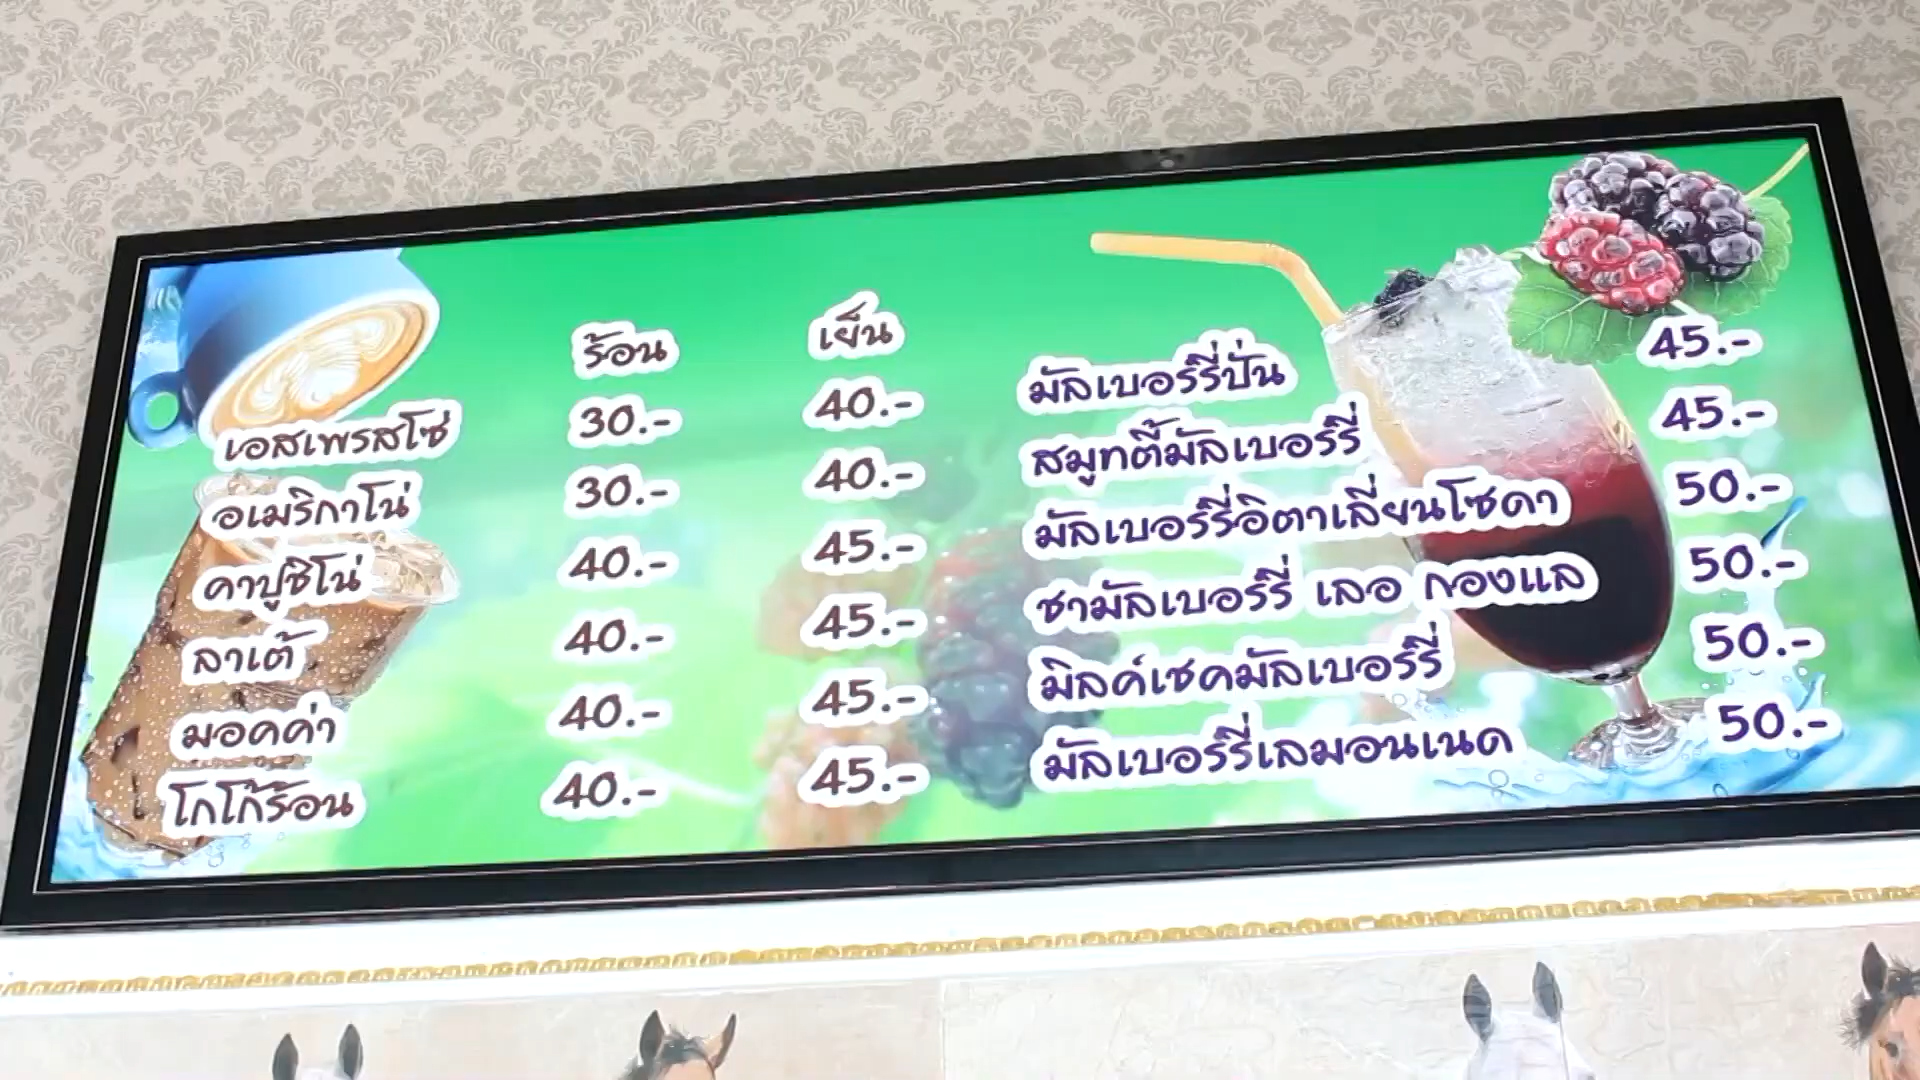 ร้อน เย็น
เอสเพรสโซ่ 30.- 40.-
อเมริกาโน่ 30.- 40.-
คาปูชิโน่ 40.- 45.-
ลาเต้ 40.- 45.-
มอคค่า 40.- 45.-
โกโก้ร้อน 40.- 45.-
มัลเบอร์รี่ปั่น 45.-
สมูทตี้มัลเบอร์รี่ 45.-
มัลเบอร์รี่อิตาเลี่ยนโซดา 50.-
ชามัลเบอร์รี่ เลอ กองแล 50.-
มิลค์เชคมัลเบอร์รี่ 50.-
มัลเบอร์รี่เลมอนเนด 50.-